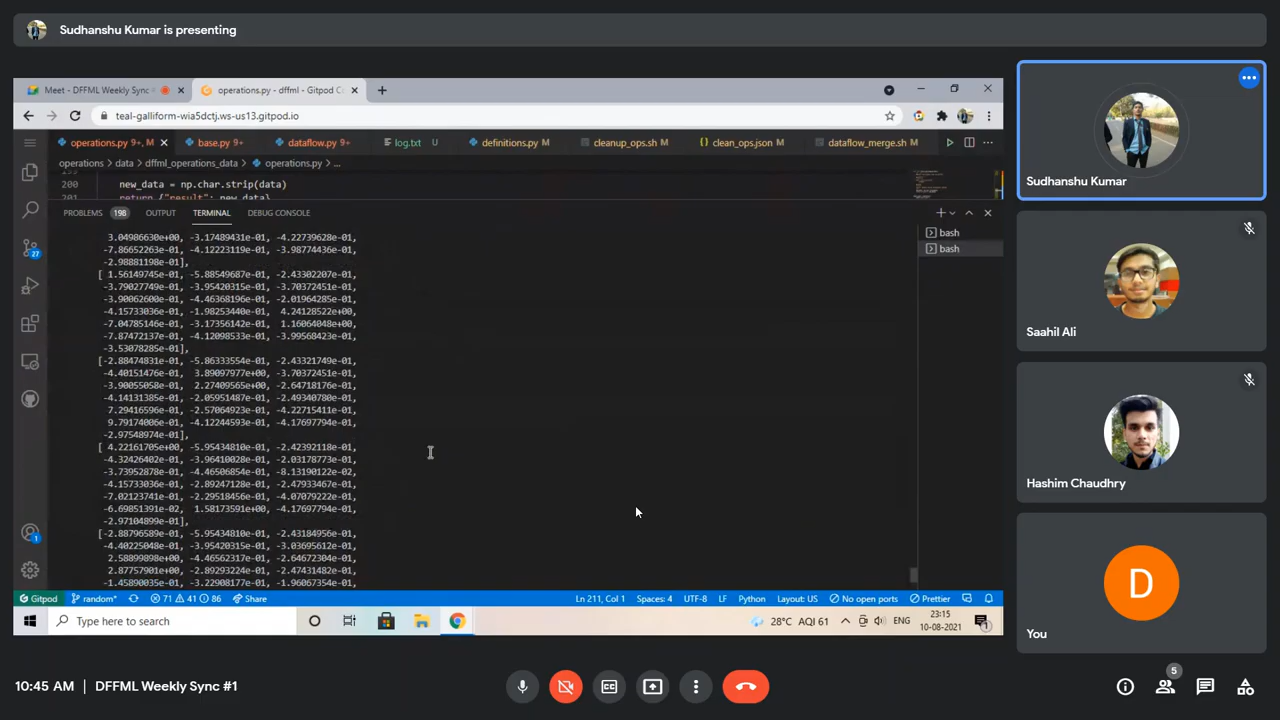 Sudhanshu Kumar is presenting
Meet - DFFML Weekly Sync
operations.py - dffml - Gitpod C
teal-galliform-wia5dctj.ws-us13.gitpod.io
operations.py 9+, M
base.py 9+
dataflow.py 9+
log.txt U
definitions.py M
cleanup_ops.sh M
clean_ops.json M
dataflow_merge.sh M
operations > data > dffml_operations_data > operations.py > ...
200 new_data = np.char.strip(data)
201 return {"result": new_data}
PROBLEMS 198 OUTPUT TERMINAL DEBUG CONSOLE
bash
bash
3.04986630e+00, -3.17489431e-01, -4.22739628e-01,
-7.86652263e-01, -4.12223119e-01, -3.98774436e-01,
-2.98881198e-01],
[ 1.56149745e-01, -5.88549687e-01, -2.43302207e-01,
-3.79027749e-01, -3.95420315e-01, -3.70372451e-01,
-3.90062600e-01, -4.46368196e-01, -2.01964285e-01,
-4.15733036e-01, -1.98253440e-01, 4.24128522e+00,
-7.04785146e-01, -3.17356142e-01, 1.16064048e+00,
-7.87472137e-01, -4.12098533e-01, -3.99568423e-01,
-3.53078285e-01],
[-2.88474831e-01, -5.86333554e-01, -2.43321749e-01,
-4.40151476e-01, 3.89097977e+00, -3.70372451e-01,
-3.90055058e-01, 2.27409565e+00, -2.64718176e-01,
-4.14131385e-01, -2.05951487e-01, -2.49340780e-01,
7.29416596e-01, -2.57064923e-01, -4.22715411e-01,
9.79174006e-01, -4.12244593e-01, -4.17697794e-01,
-2.97548974e-01],
[ 4.22161705e+00, -5.95434810e-01, -2.42392118e-01,
-4.32426402e-01, -3.96410028e-01, -2.03178773e-01,
-3.73952878e-01, -4.46506854e-01, -8.13190122e-02,
-4.15733036e-01, -2.89247128e-01, -2.47933467e-01,
-7.02123741e-01, -2.29518456e-01, -4.07079222e-01,
-6.69851391e-02, 1.58173591e+00, -4.17697794e-01,
-2.97104899e-01],
[-2.88796589e-01, -5.95434810e-01, -2.43184956e-01,
-4.40225048e-01, -3.95420315e-01, -3.03695612e-01,
2.58899898e+00, -4.46562317e-01, -2.64672304e-01,
2.87757901e+00, -2.89293224e-01, -2.47431482e-01,
-1.45890035e-01, -3.22908177e-01, -1.96067354e-01,
Gitpod random* 71 41 86 Share
Ln 211, Col 1 Spaces: 4 UTF-8 LF Python Layout: US No open ports Prettier
Type here to search
28°C AQI 61
ENG
23:15
10-08-2021
Sudhanshu Kumar
Saahil Ali
Hashim Chaudhry
D
You
10:45 AM | DFFML Weekly Sync #1
5